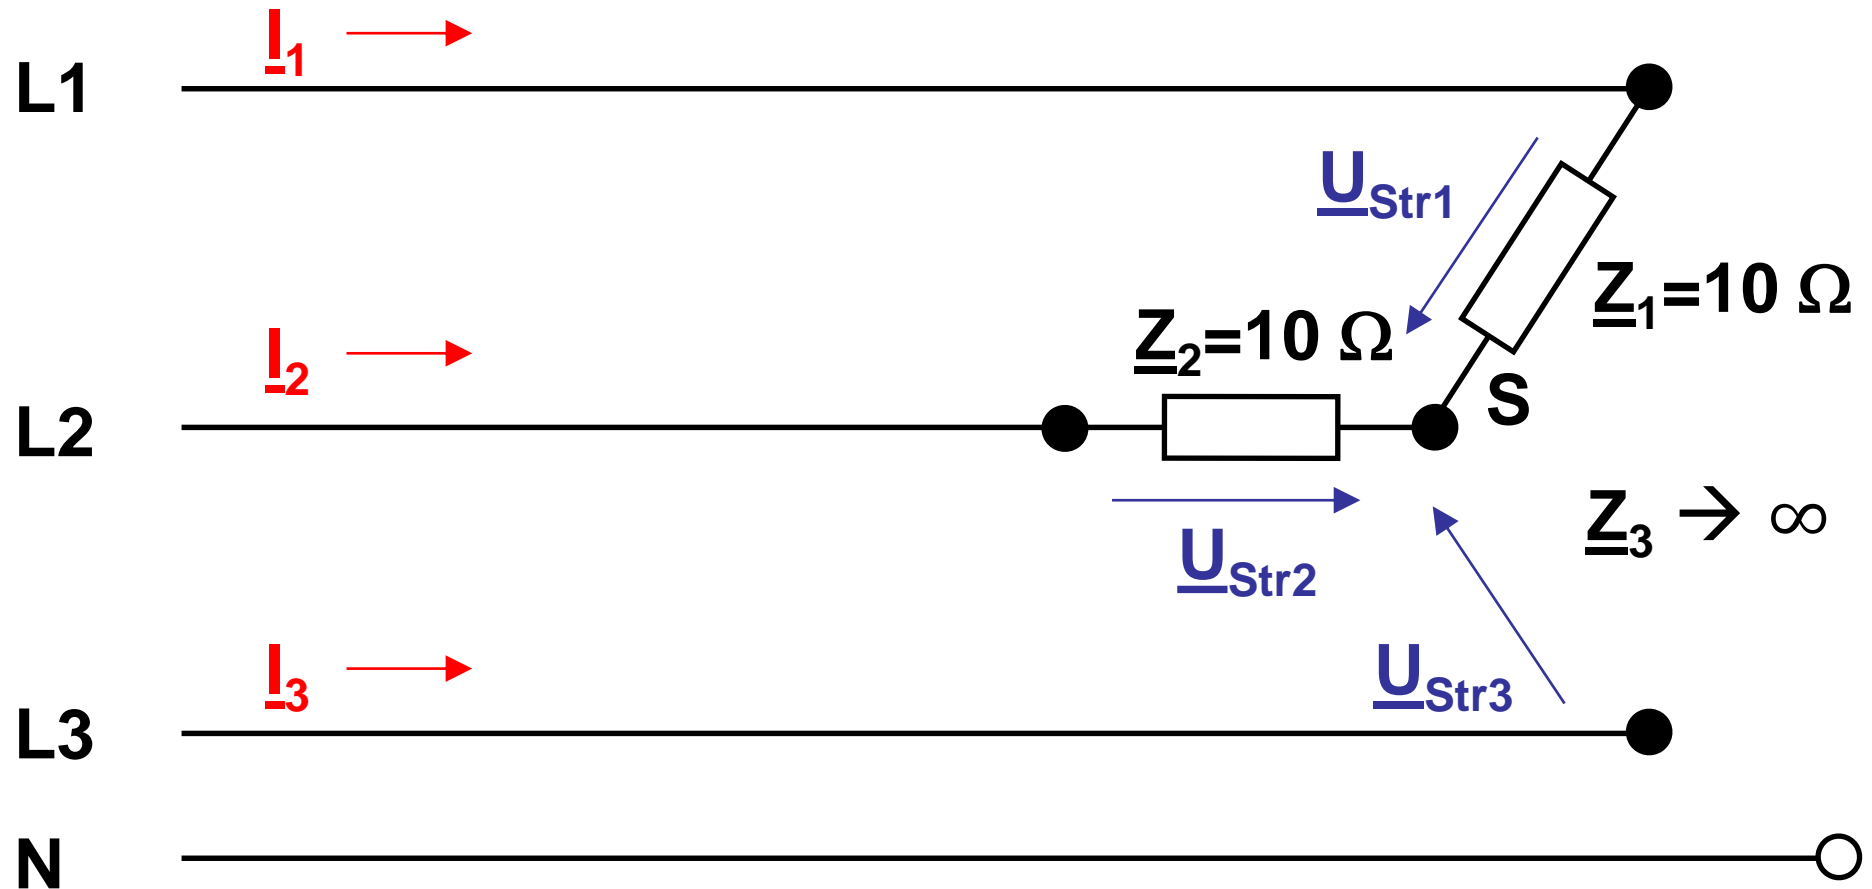 I1
L1
UStr1
Z1=10 Ω
Z2=10 Ω
I2
S
L2
Z3 → ∞
UStr2
I3
UStr3
L3
N